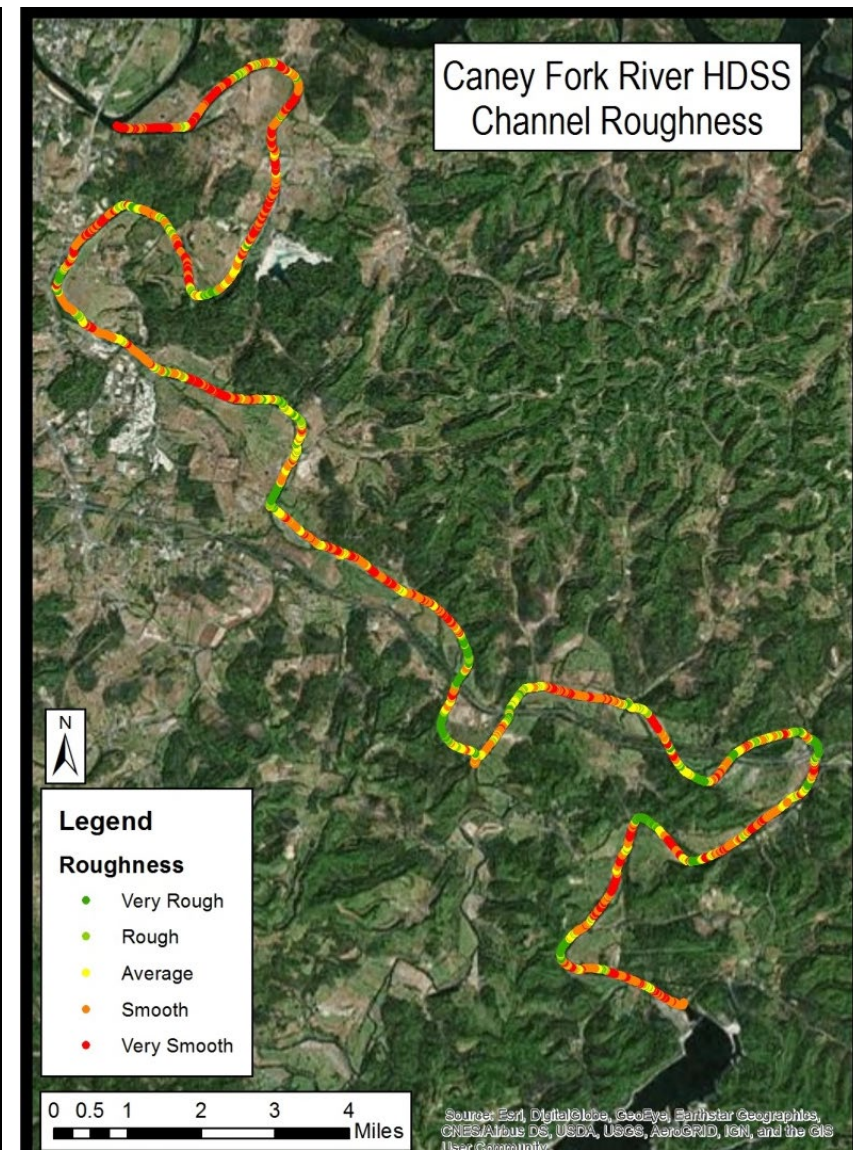 Caney Fork River HDSS
Channel Roughness
N
Legend
Roughness
Very Rough
Rough
Average
Smooth
Very Smooth
0 0.5 1 2 3 4
Miles
Source: Esri, DigitalGlobe, GeoEye, Earthstar Geographics,
CNES/Airbus DS, USDA, USGS, AeroGRID, IGN, and the GIS
User Community